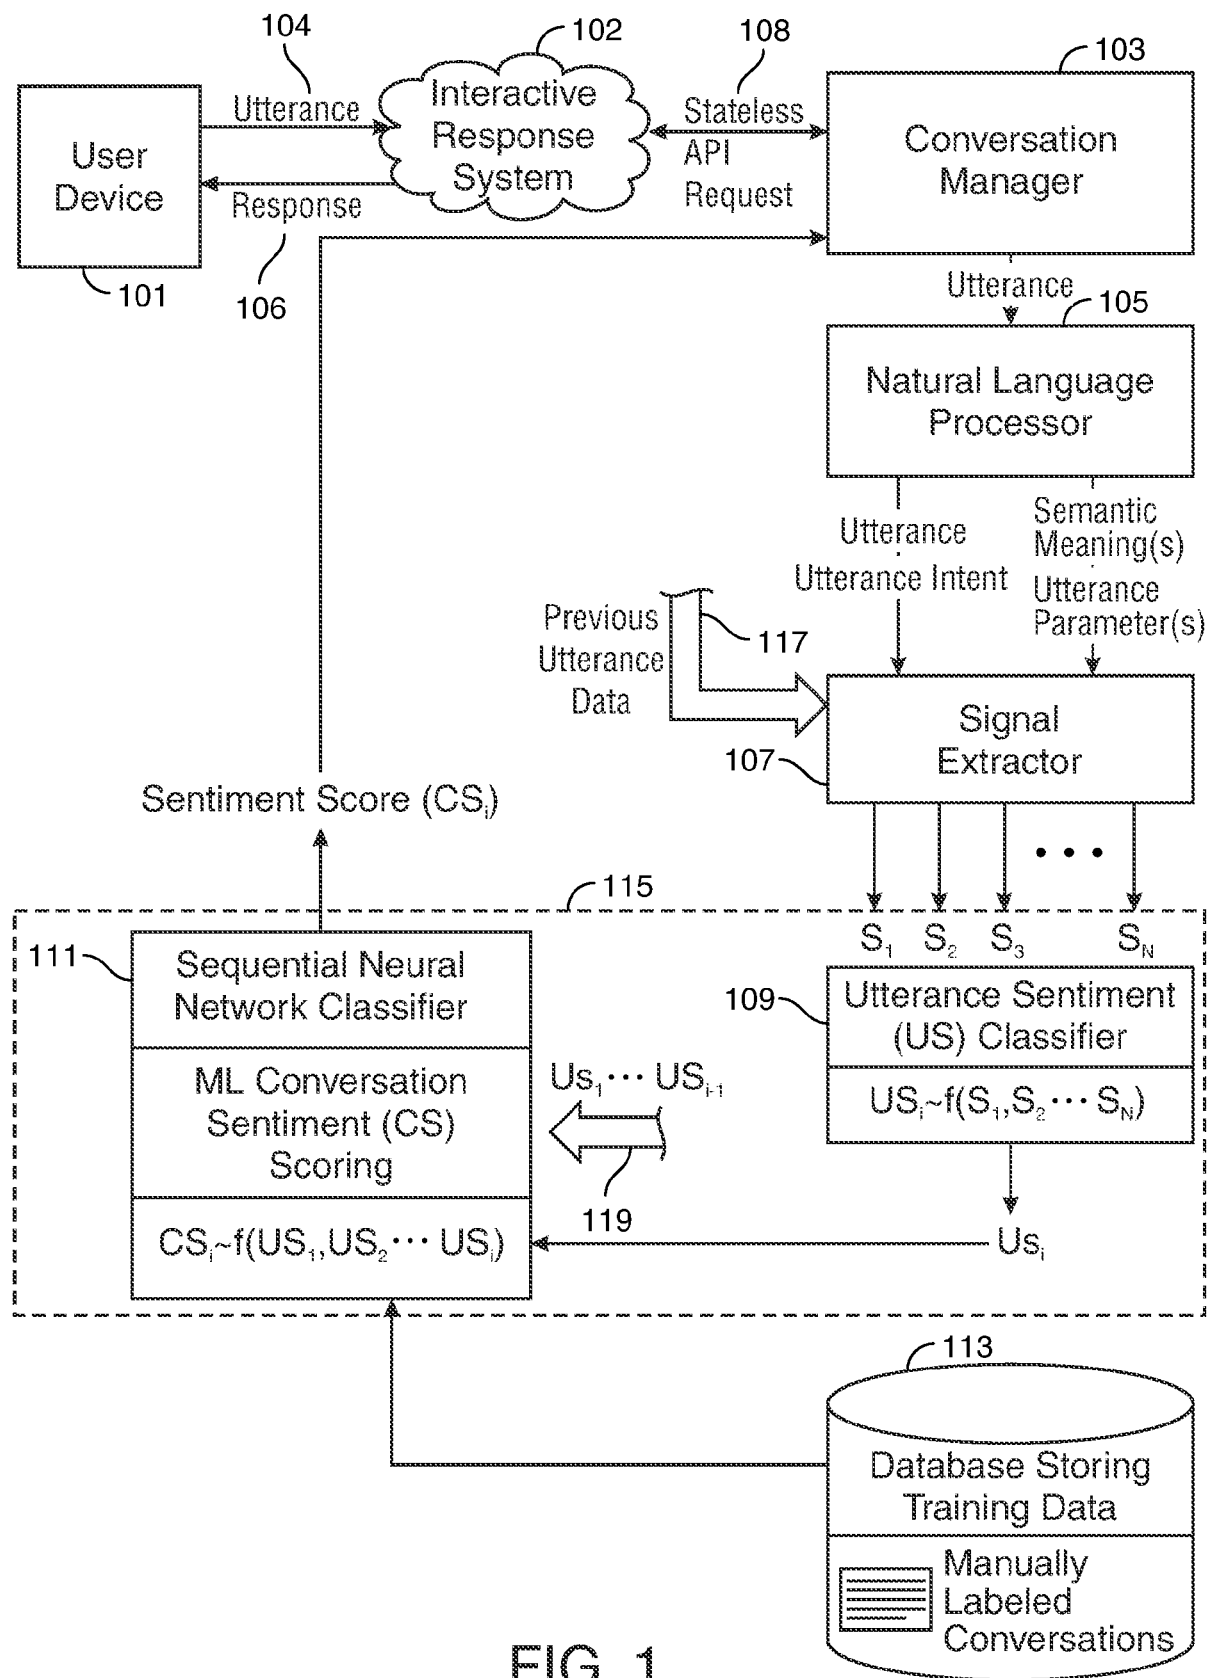 104
102
108
103
User
Device
Utterance
Response
101
106
Interactive
Response
System
Stateless
API
Request
Conversation
Manager
Utterance
105
Natural Language
Processor
Utterance
Utterance Intent
Semantic
Meaning(s)
Utterance
Parameter(s)
Previous
Utterance
Data
117
107
Signal
Extractor
Sentiment Score (CSᵢ)
115
S₁ S₂ S₃ • • • S_N
111
Sequential Neural
Network Classifier
ML Conversation
Sentiment (CS)
Scoring
CSᵢ~f(US₁,US₂ ··· USᵢ)
Us₁ ··· USᵢ₋₁
119
109
Utterance Sentiment
(US) Classifier
USᵢ~f(S₁,S₂ ··· S_N)
Usᵢ
113
Database Storing
Training Data
Manually
Labeled
Conversations
FIG. 1